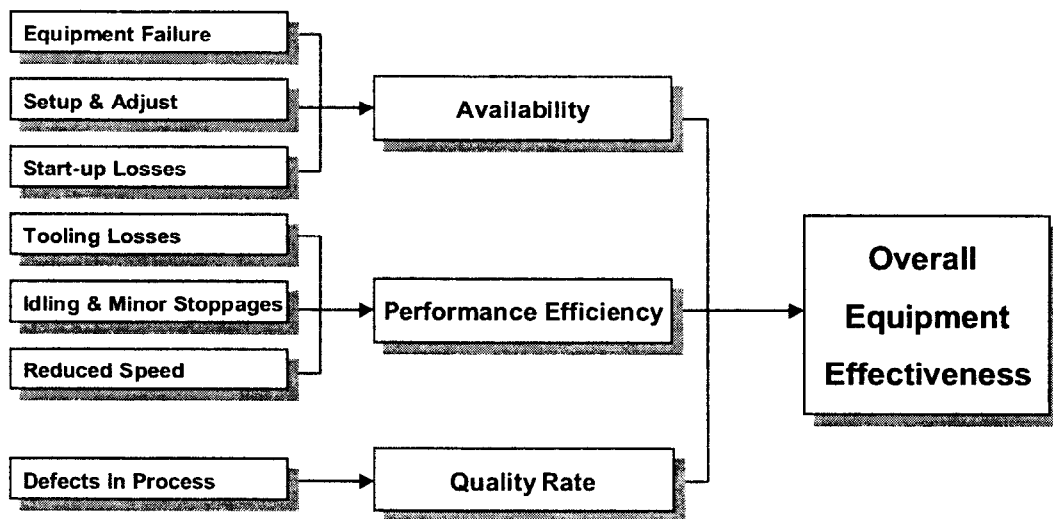 Equipment Failure
Setup & Adjust
Start-up Losses
Availability
Tooling Losses
Idling & Minor Stoppages
Reduced Speed
Performance Efficiency
Defects In Process
Quality Rate
Overall
Equipment
Effectiveness